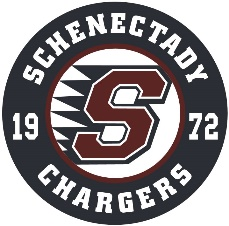 SCHENECTADY
19 72
S
CHARGERS